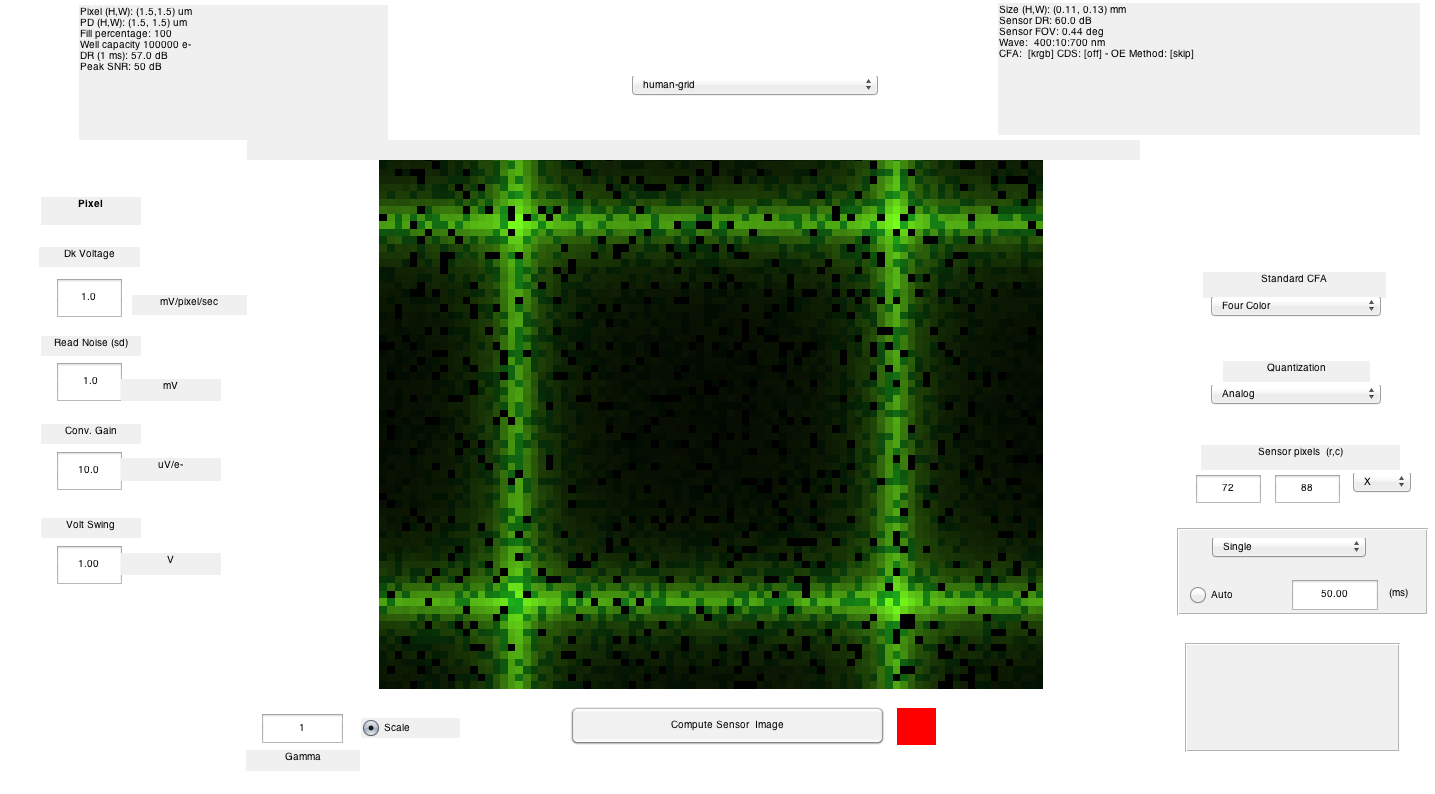 Pixel (H,W): (1.5,1.5) um
PD (H,W): (1.5, 1.5) um
Fill percentage: 100
Well capacity 100000 e-
DR (1 ms): 57.0 dB
Peak SNR: 50 dB
human-grid
Size (H,W): (0.11, 0.13) mm
Sensor DR: 60.0 dB
Sensor FOV: 0.44 deg
Wave:  400:10:700 nm
CFA:  [krgb] CDS: [off] - OE Method: [skip]
Pixel
Dk Voltage
1.0
mV/pixel/sec
Read Noise (sd)
1.0
mV
Conv. Gain
10.0
uV/e-
Volt Swing
1.00
V
Standard CFA
Four Color
Quantization
Analog
Sensor pixels  (r,c)
72
88
X
Single
Auto
50.00
(ms)
1
Scale
Gamma
Compute Sensor  Image